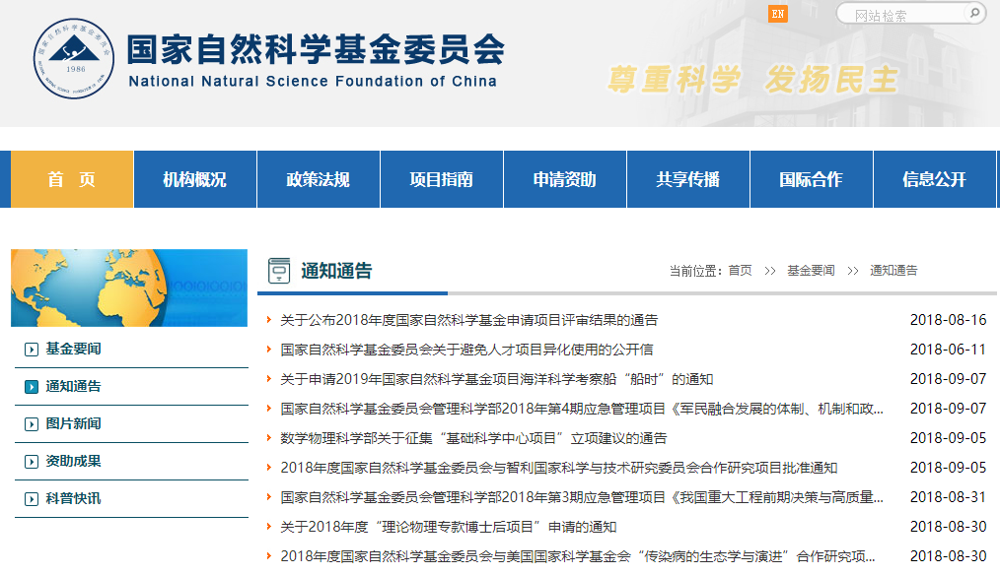 EN
网站检索
国家自然科学基金委员会
National Natural Science Foundation of China
1986
尊重科学 发扬民主
首 页 机构概况 政策法规 项目指南 申请资助 共享传播 国际合作 信息公开
通知通告
当前位置：首页 >> 基金要闻 >> 通知通告
基金要闻
通知通告
图片新闻
资助成果
科普快讯
关于公布2018年度国家自然科学基金申请项目评审结果的通告 2018-08-16
国家自然科学基金委员会关于避免人才项目异化使用的公开信 2018-06-11
关于申请2019年国家自然科学基金项目海洋科学考察船“船时”的通知 2018-09-07
国家自然科学基金委员会管理科学部2018年第4期应急管理项目《军民融合发展的体制、机制和政... 2018-09-07
数学物理科学部关于征集“基础科学中心项目”立项建议的通告 2018-09-05
2018年度国家自然科学基金委员会与智利国家科学与技术研究委员会合作研究项目批准通知 2018-09-05
国家自然科学基金委员会管理科学部2018年第3期应急管理项目《我国重大工程前期决策与高质量... 2018-08-31
关于2018年度“理论物理专款博士后项目”申请的通知 2018-08-30
2018年度国家自然科学基金委员会与美国国家科学基金会“传染病的生态学与演进”合作研究项... 2018-08-30